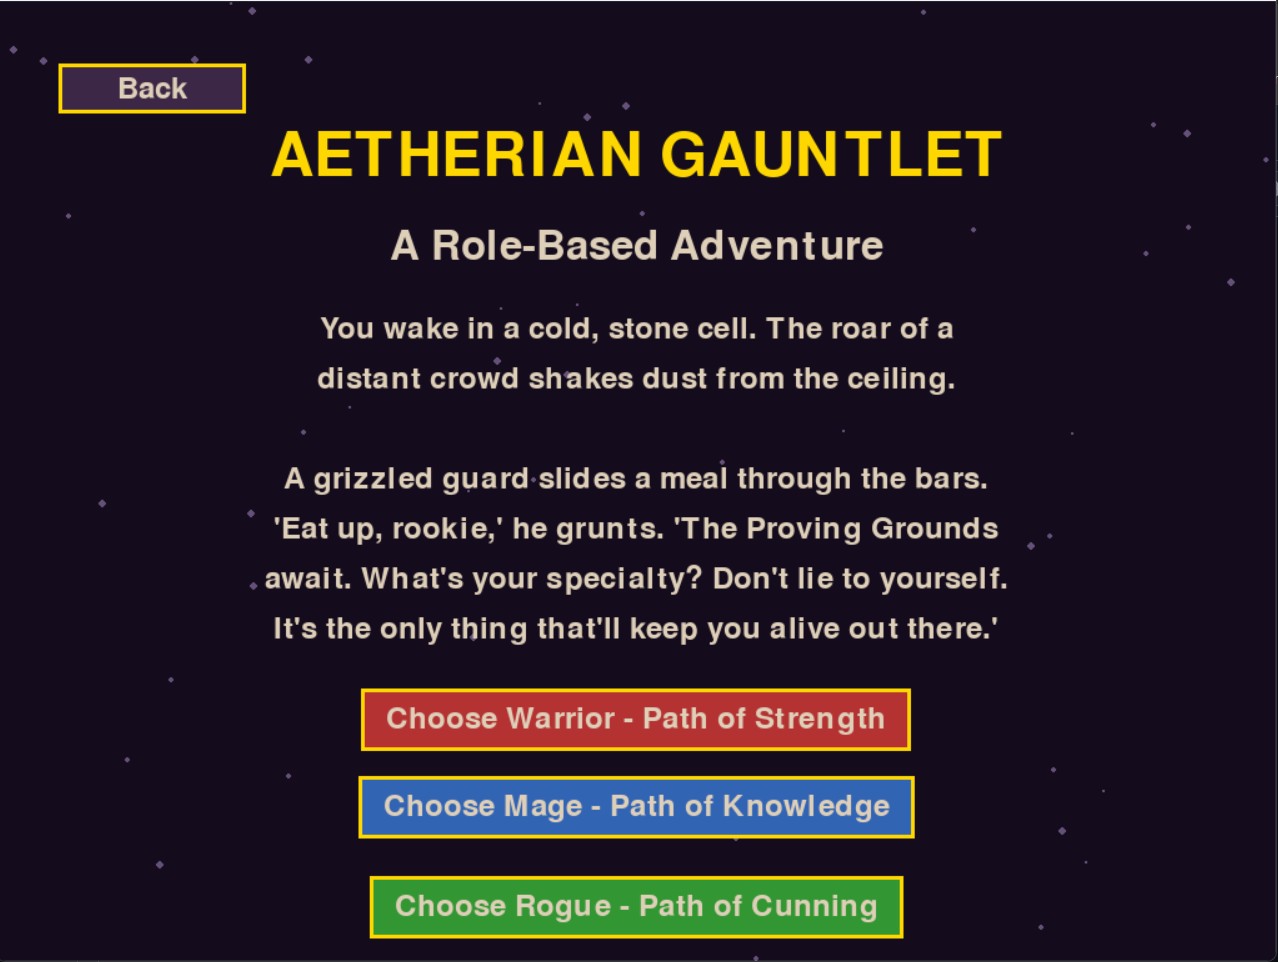 Back
AETHERIAN GAUNTLET
A Role-Based Adventure
You wake in a cold, stone cell. The roar of a
distant crowd shakes dust from the ceiling.
A grizzled guard slides a meal through the bars.
'Eat up, rookie,' he grunts. 'The Proving Grounds
await. What's your specialty? Don't lie to yourself.
It's the only thing that'll keep you alive out there.'
Choose Warrior - Path of Strength
Choose Mage - Path of Knowledge
Choose Rogue - Path of Cunning